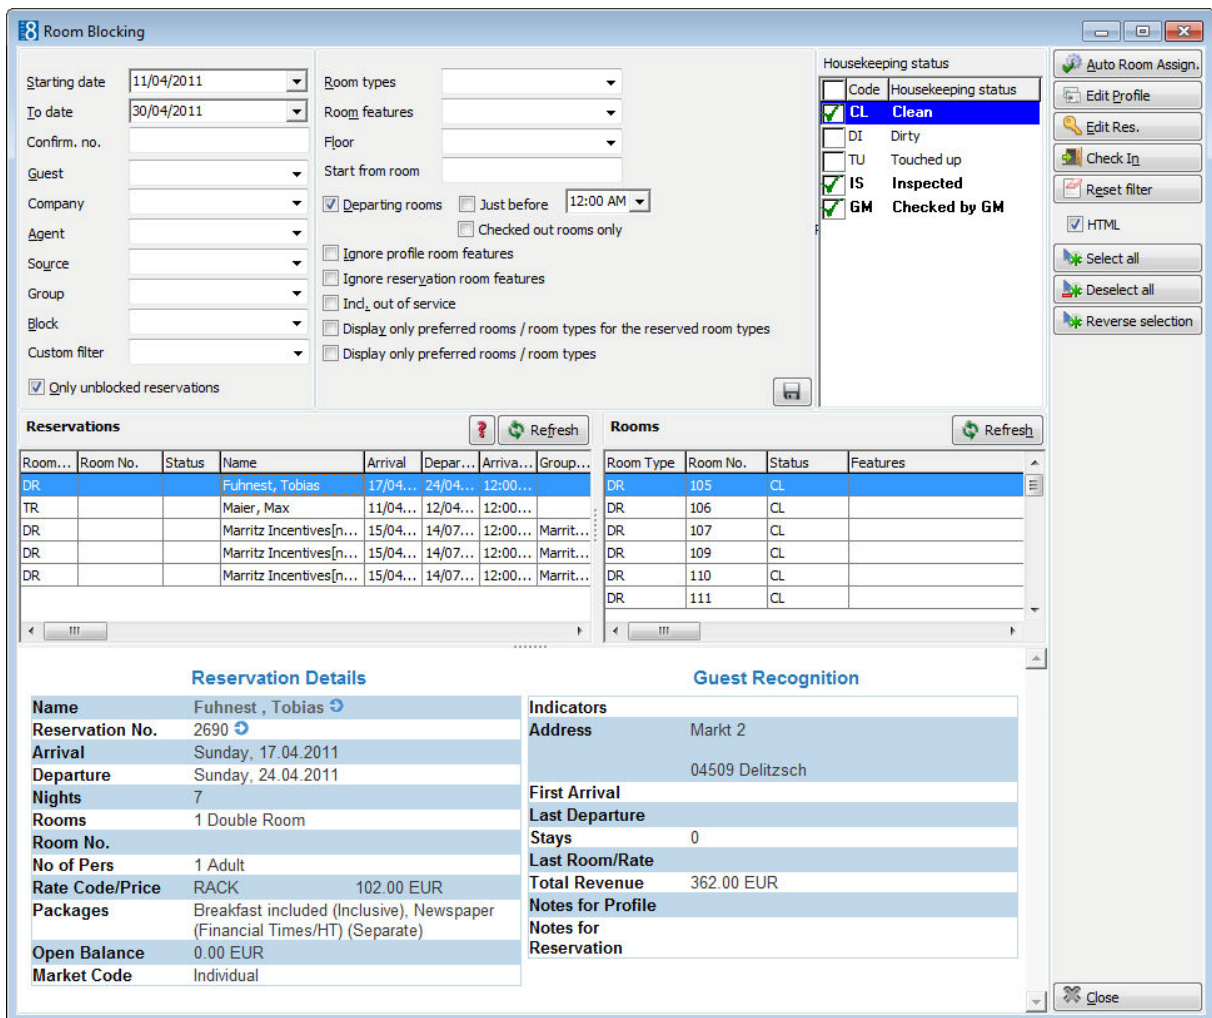 Room Blocking
Starting date 11/04/2011
To date 30/04/2011
Confirm. no.
Guest
Company
Agent
Source
Group
Block
Custom filter
Only unblocked reservations
Room types
Room features
Floor
Start from room
Departing rooms Just before 12:00 AM
Checked out rooms only
Ignore profile room features
Ignore reservation room features
Incl. out of service
Display only preferred rooms / room types for the reserved room types
Display only preferred rooms / room types
Housekeeping status
Code Housekeeping status
CL Clean
DI Dirty
TU Touched up
IS Inspected
GM Checked by GM
Auto Room Assign.
Edit Profile
Edit Res.
Check In
Reset filter
HTML
Select all
Deselect all
Reverse selection
Reservations Refresh
Room... Room No. Status Name Arrival Depar... Arriva... Group...
DR Fuhnest, Tobias 17/04... 24/04... 12:00...
TR Maier, Max 11/04... 12/04... 12:00...
DR Marritz Incentives[n... 15/04... 14/07... 12:00... Marrit...
DR Marritz Incentives[n... 15/04... 14/07... 12:00... Marrit...
DR Marritz Incentives[n... 15/04... 14/07... 12:00... Marrit...
Rooms Refresh
Room Type Room No. Status Features
DR 105 CL
DR 106 CL
DR 107 CL
DR 109 CL
DR 110 CL
DR 111 CL
Reservation Details
Name Fuhnest , Tobias
Reservation No. 2690
Arrival Sunday, 17.04.2011
Departure Sunday, 24.04.2011
Nights 7
Rooms 1 Double Room
Room No.
No of Pers 1 Adult
Rate Code/Price RACK 102.00 EUR
Packages Breakfast included (Inclusive), Newspaper
(Financial Times/HT) (Separate)
Open Balance 0.00 EUR
Market Code Individual
Guest Recognition
Indicators
Address Markt 2
04509 Delitzsch
First Arrival
Last Departure
Stays 0
Last Room/Rate
Total Revenue 362.00 EUR
Notes for Profile
Notes for
Reservation
Close